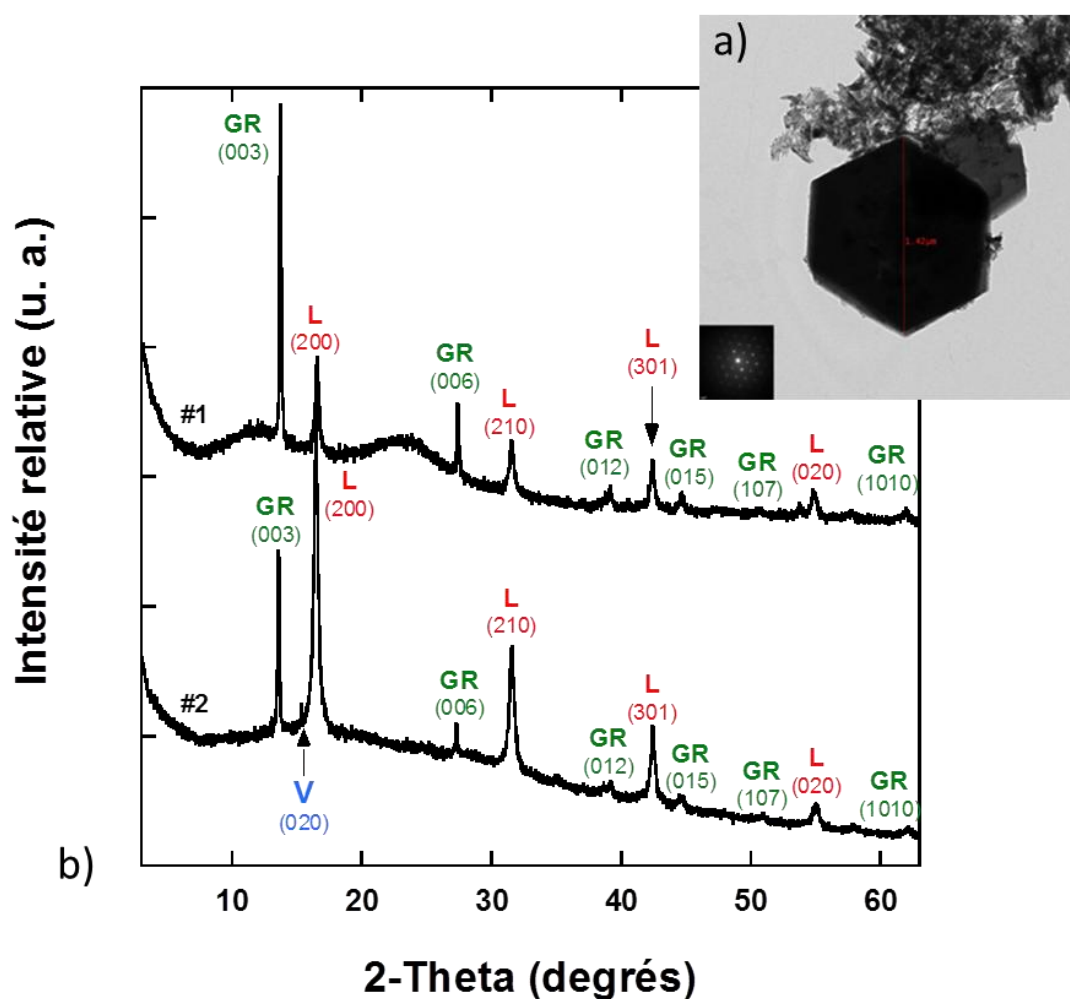 a)
1.42µm
Intensité relative (u. a.)
GR
(003)
L
(200)
GR
(006)
L
(210)
L
(301)
GR
(012)
GR
(015)
GR
(107)
L
(020)
GR
(1010)
#1
L
(200)
GR
(003)
L
(210)
GR
(006)
L
(301)
GR
(012)
GR
(015)
GR
(107)
L
(020)
GR
(1010)
#2
V
(020)
b)
10 20 30 40 50 60
2-Theta (degrés)